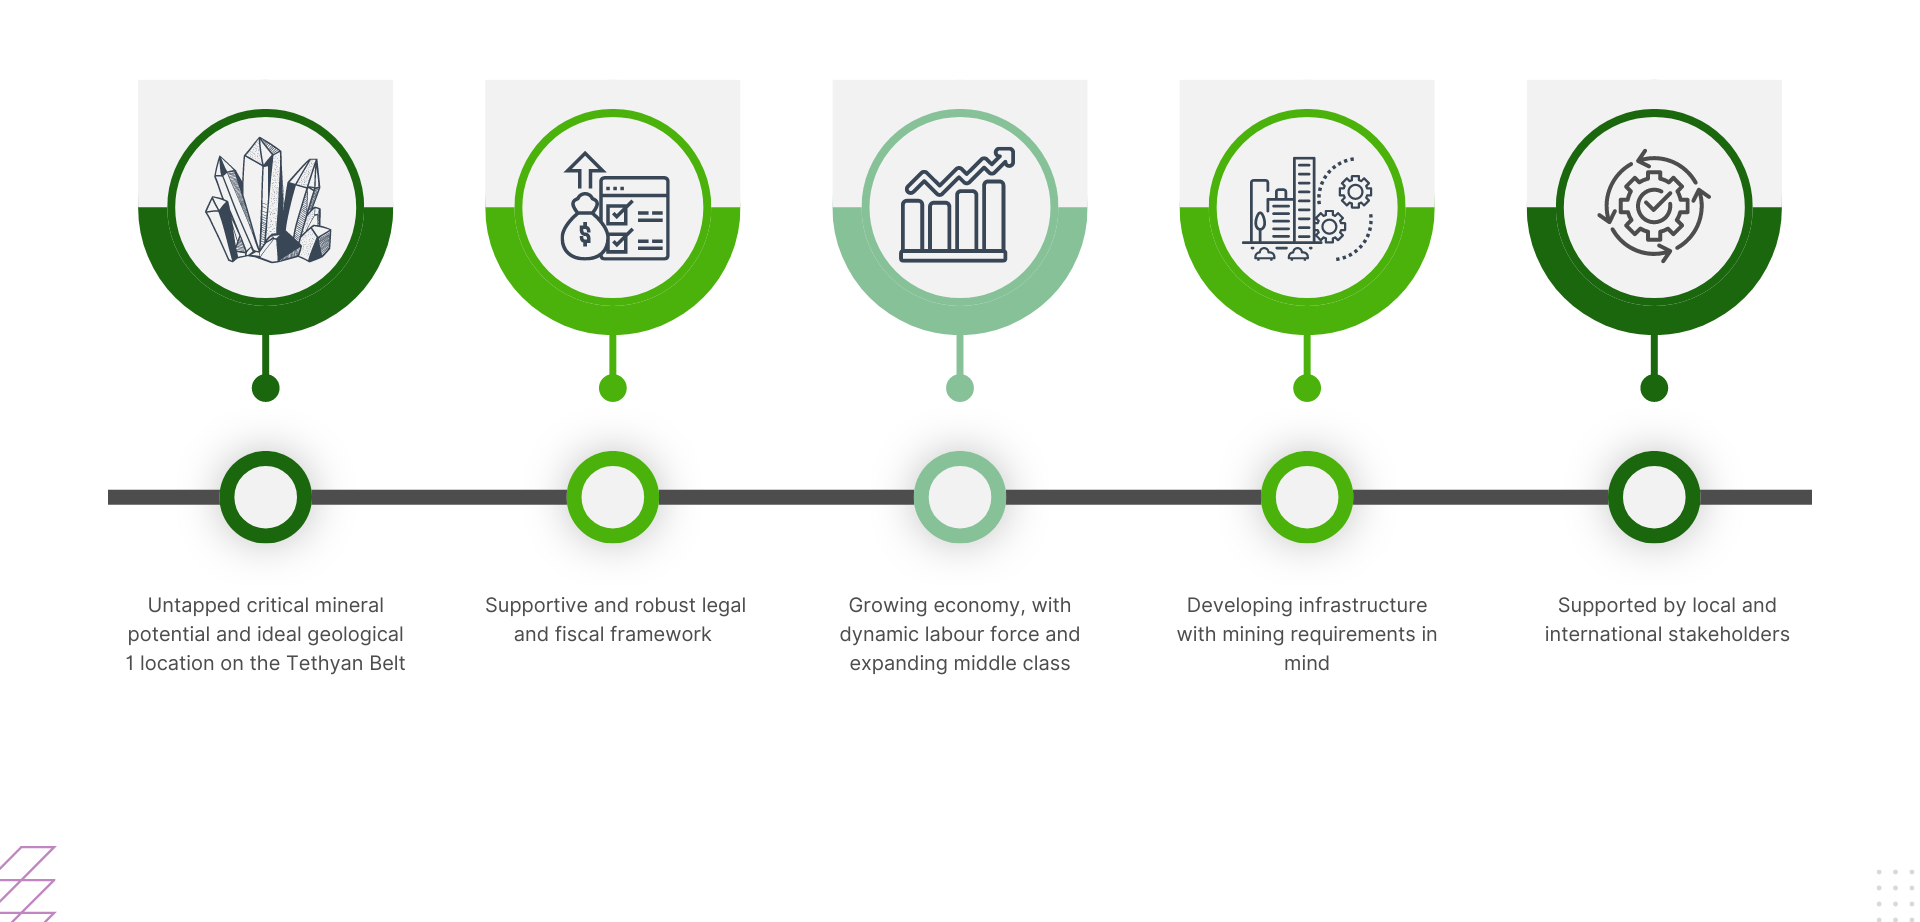 $
Untapped critical mineral
potential and ideal geological
1 location on the Tethyan Belt
Supportive and robust legal
and fiscal framework
Growing economy, with
dynamic labour force and
expanding middle class
Developing infrastructure
with mining requirements in
mind
Supported by local and
international stakeholders